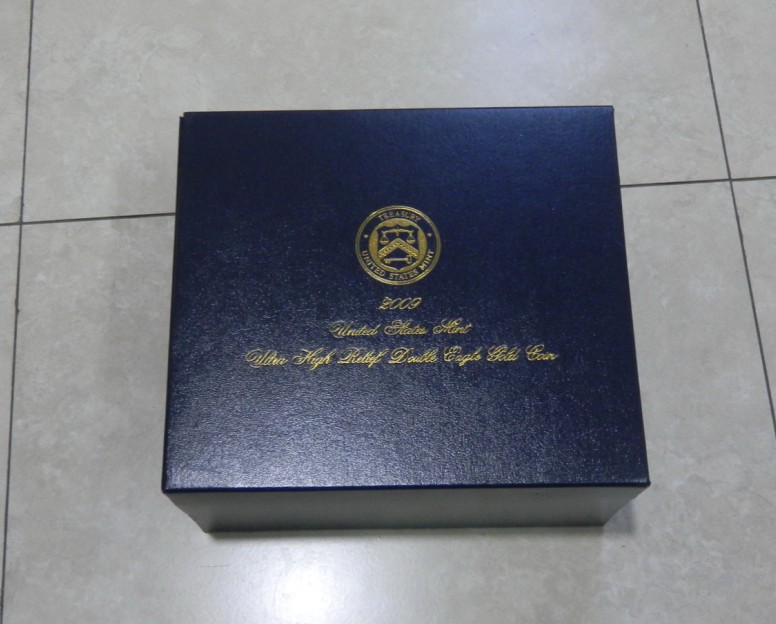 TREASURY
UNITED STATES MINT
2009
United States Mint
Ultra High Relief Double Eagle Gold Coin